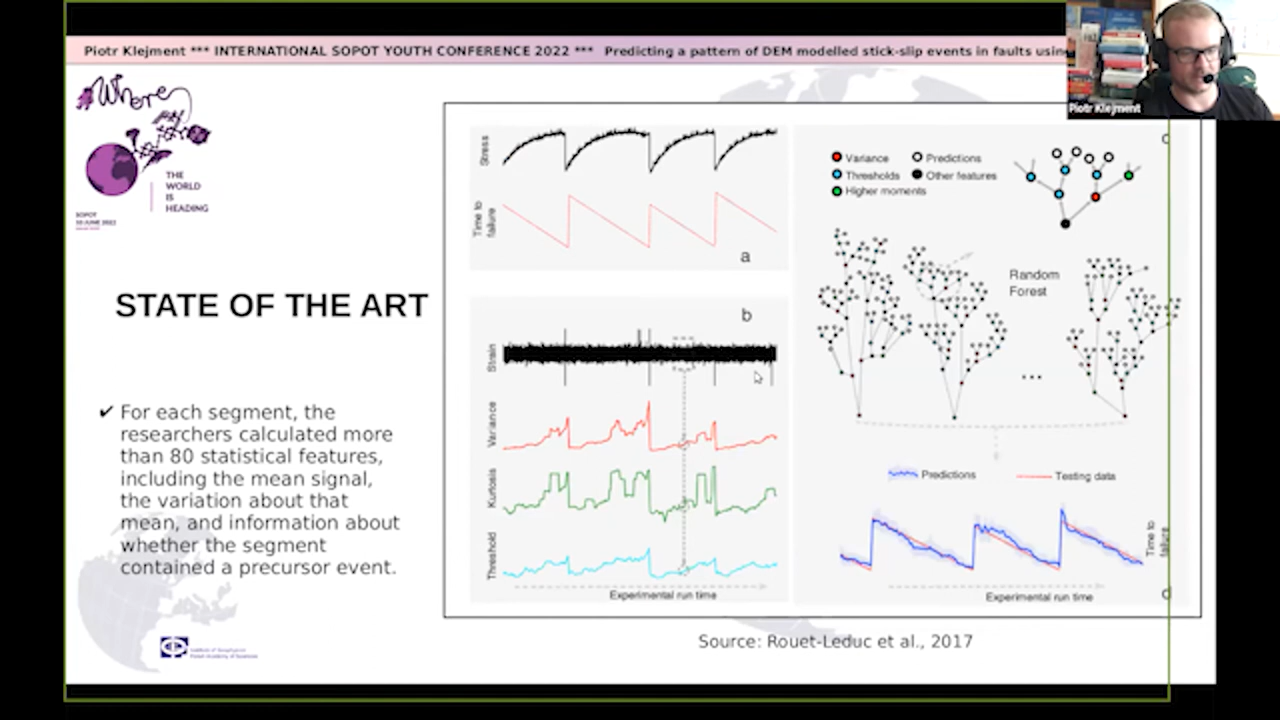 Piotr Klejment *** INTERNATIONAL SOPOT YOUTH CONFERENCE 2022 *** Predicting a pattern of DEM modelled stick-slip events in faults using
Piotr Klejment
Where
THE
WORLD
IS
HEADING
SOPOT
10 JUNE 2022
STATE OF THE ART
✔ For each segment, the
researchers calculated more
than 80 statistical features,
including the mean signal,
the variation about that
mean, and information about
whether the segment
contained a precursor event.
Stress
Time to
failure
a
b
Strain
Variance
Kurtosis
Threshold
Experimental run time
c
Variance
Predictions
Thresholds
Other features
Higher moments
Random
Forest
...
Predictions
Testing data
Time to
failure
Experimental run time
d
Source: Rouet-Leduc et al., 2017